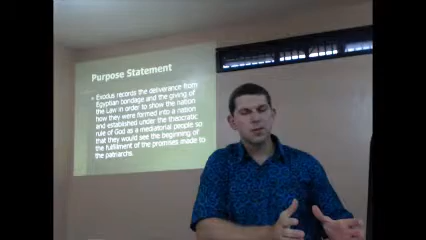 Purpose Statement
Exodus records the deliverance from
Egyptian bondage and the giving of
the Law in order to show the nation
how they were formed into a nation
and established under the theocratic
rule of God as a mediatorial people so
that they would see the beginning of
the fulfillment of the promises made to
the patriarchs.